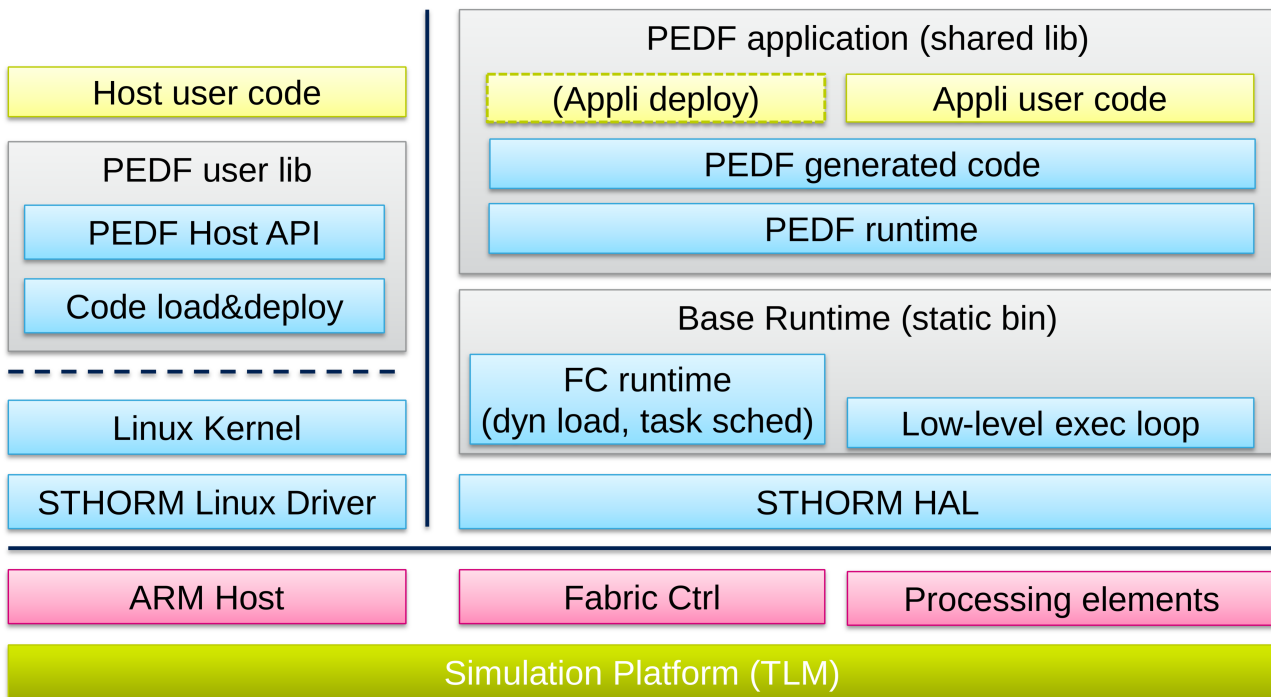 Host user code
PEDF user lib
PEDF Host API
Code load&deploy
Linux Kernel
STHORM Linux Driver
PEDF application (shared lib)
(Appli deploy)
Appli user code
PEDF generated code
PEDF runtime
Base Runtime (static bin)
FC runtime
(dyn load, task sched)
Low-level exec loop
STHORM HAL
ARM Host
Fabric Ctrl
Processing elements
Simulation Platform (TLM)